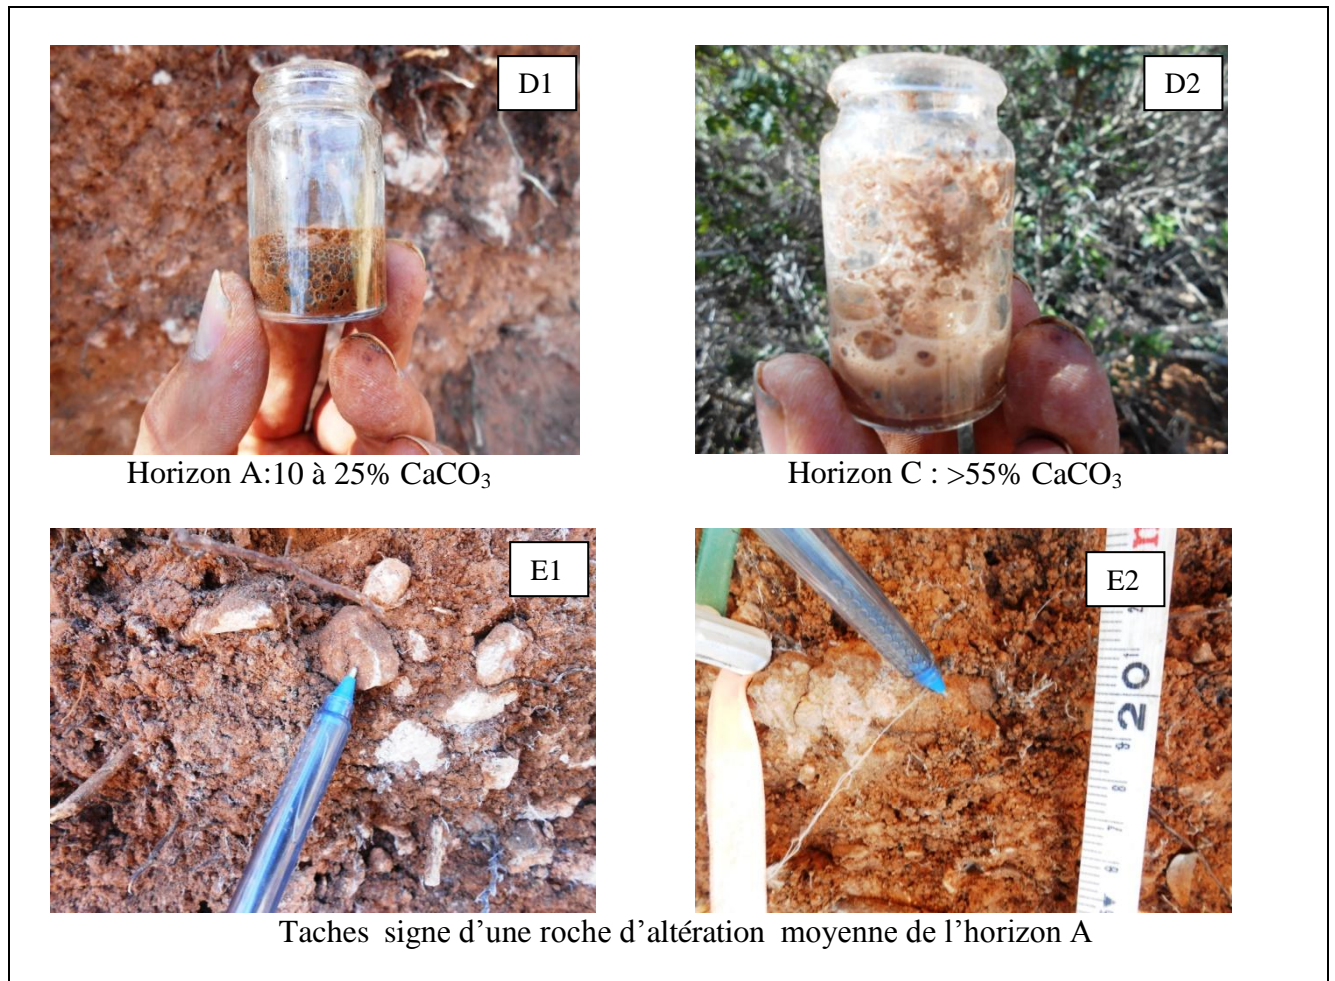 D1
D2
Horizon A:10 à 25% CaCO₃
Horizon C : >55% CaCO₃
E1
E2
20
Taches signe d'une roche d'altération moyenne de l'horizon A